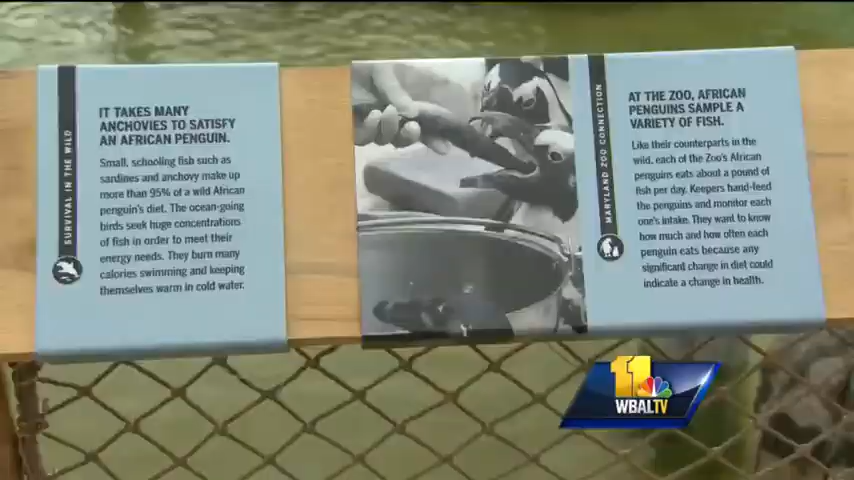 SURVIVAL IN THE WILD
IT TAKES MANY
ANCHOVIES TO SATISFY
AN AFRICAN PENGUIN.
Small, schooling fish such as
sardines and anchovy make up
more than 95% of a wild African
penguin's diet. The ocean-going
birds seek huge concentrations
of fish in order to meet their
energy needs. They burn many
calories swimming and keeping
themselves warm in cold water.
MARYLAND ZOO CONNECTION
AT THE ZOO, AFRICAN
PENGUINS SAMPLE A
VARIETY OF FISH.
Like their counterparts in the
wild, each of the Zoo's African
penguins eats about a pound of
fish per day. Keepers hand-feed
the penguins and monitor each
one's intake. They want to know
how much and how often each
penguin eats because any
significant change in diet could
indicate a change in health.
11
WBALTV